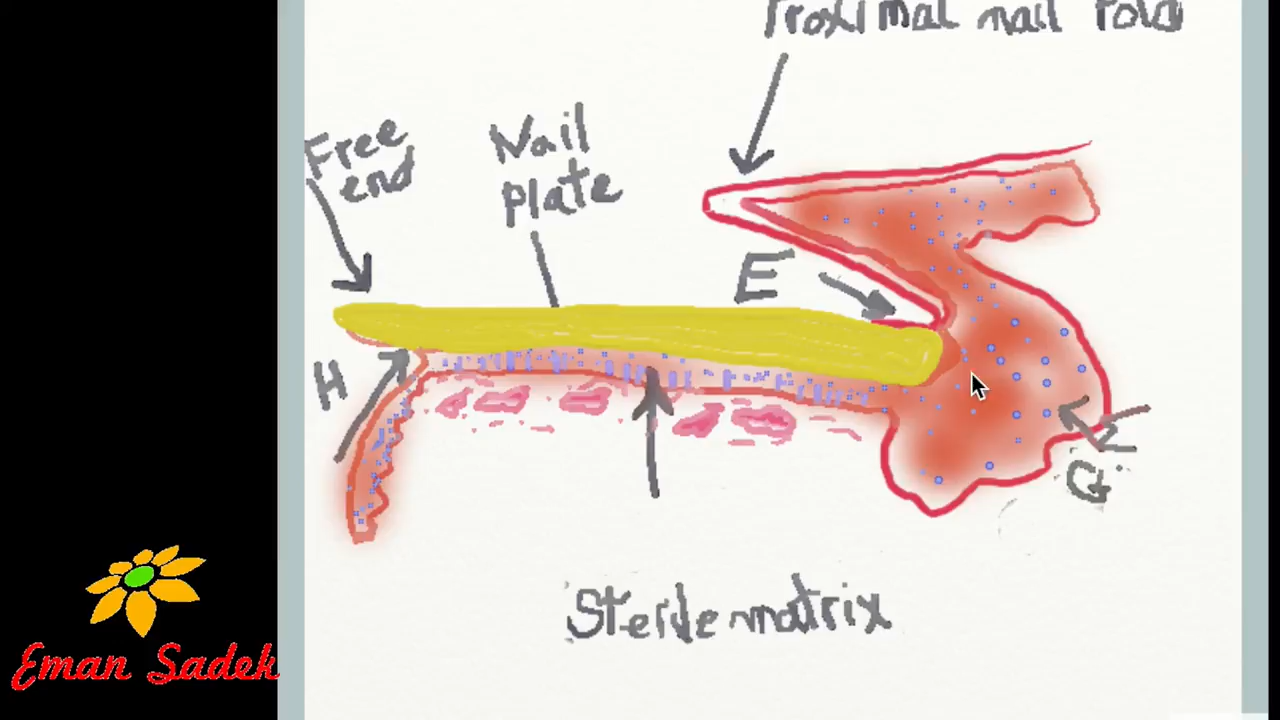 Proximal nail fold
Free
end
Nail
plate
E
H
G
Sterile matrix
Eman Sadek